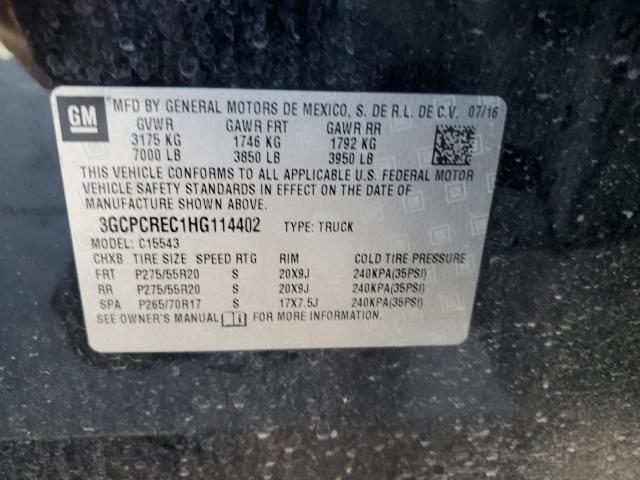 GM MFD BY GENERAL MOTORS DE MEXICO, S. DE R.L. DE C.V. 07/16
GVWR GAWR FRT GAWR RR
3175 KG 1746 KG 1792 KG
7000 LB 3850 LB 3950 LB
THIS VEHICLE CONFORMS TO ALL APPLICABLE U.S. FEDERAL MOTOR
VEHICLE SAFETY STANDARDS IN EFFECT ON THE DATE OF
MANUFACTURE SHOWN ABOVE.
3GCPCREC1HG114402 TYPE: TRUCK
MODEL: C15543
CHXB TIRE SIZE SPEED RTG RIM COLD TIRE PRESSURE
FRT P275/55R20 S 20X9J 240KPA(35PSI)
RR P275/55R20 S 20X9J 240KPA(35PSI)
SPA P265/70R17 S 17X7.5J 240KPA(35PSI)
SEE OWNER'S MANUAL FOR MORE INFORMATION.